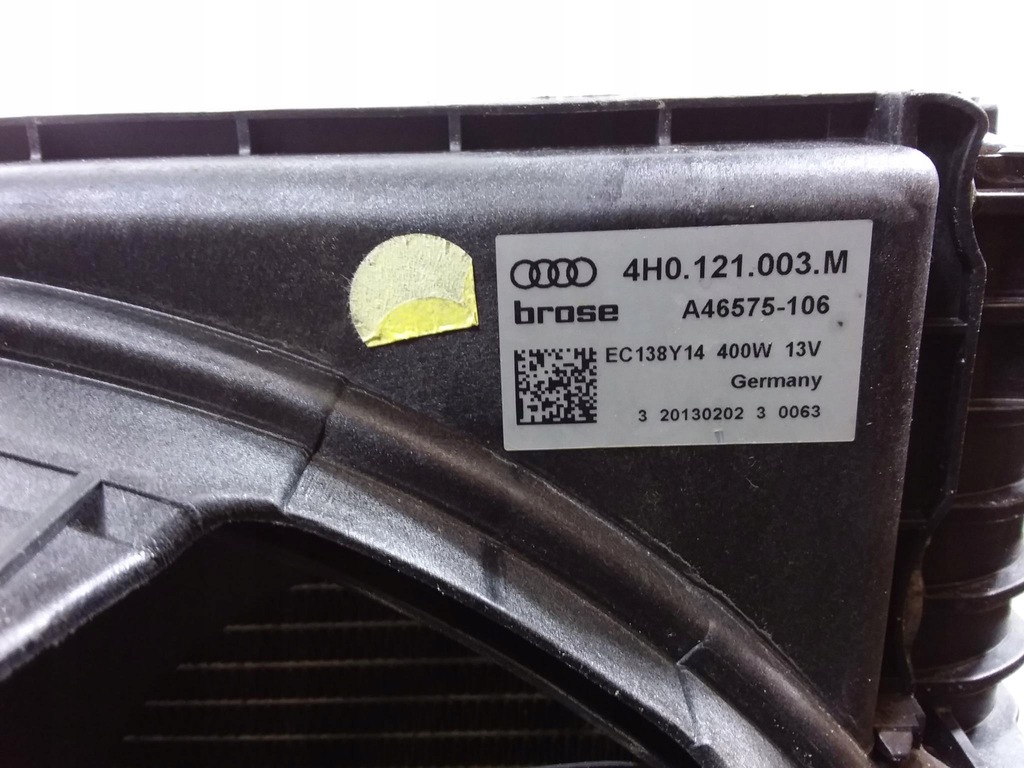 4H0.121.003.M
brose A46575-106
EC138Y14 400W 13V
Germany
3 20130202 3 0063